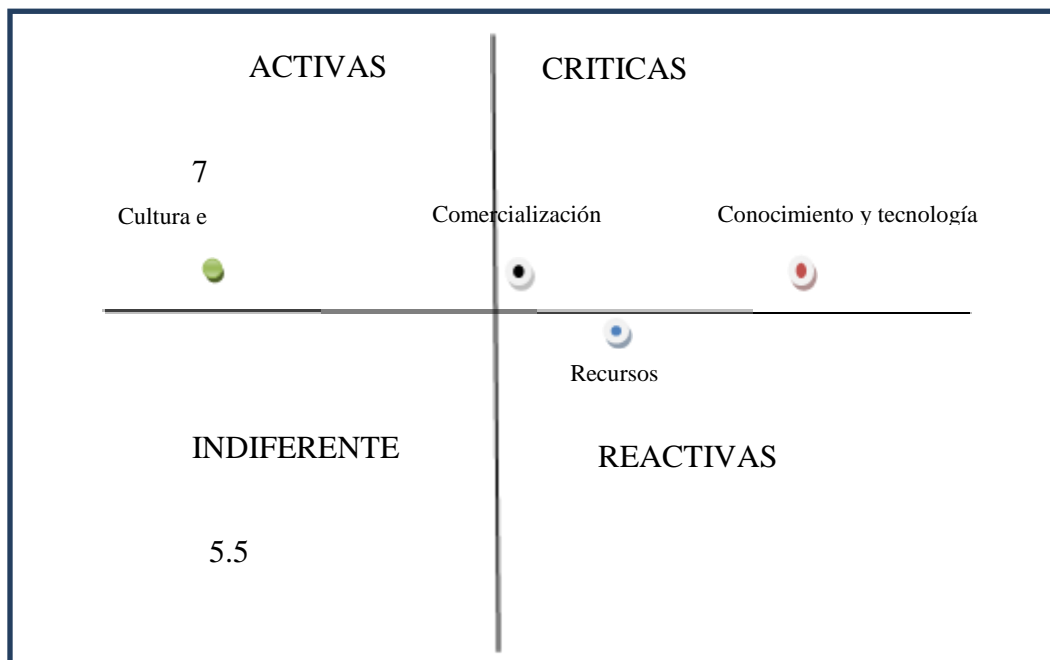 ACTIVAS
CRITICAS
7
Cultura e
Comercialización
Conocimiento y tecnología
Recursos
INDIFERENTE
REACTIVAS
5.5